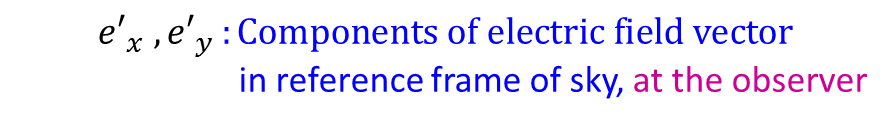 e′ₓ ,e′ᵧ : Components of electric field vector
in reference frame of sky, at the observer